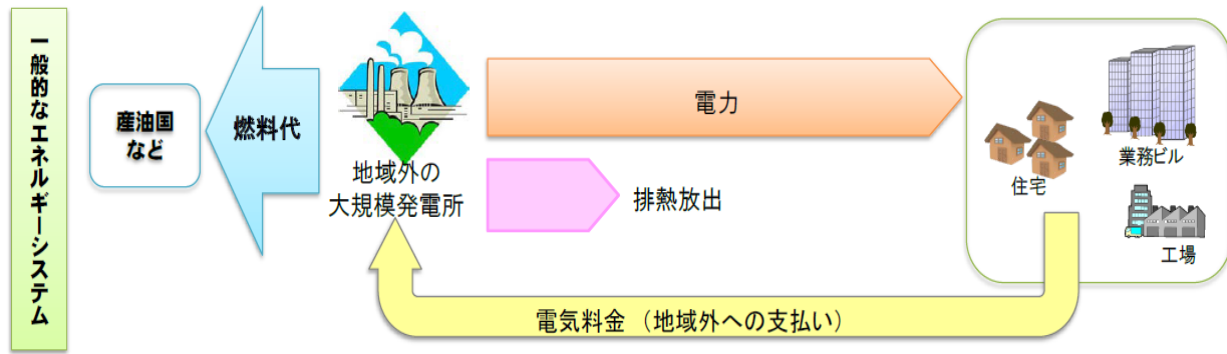 一般的なエネルギーシステム
産油国
など
燃料代
地域外の
大規模発電所
電力
排熱放出
業務ビル
住宅
工場
電気料金 （地域外への支払い）